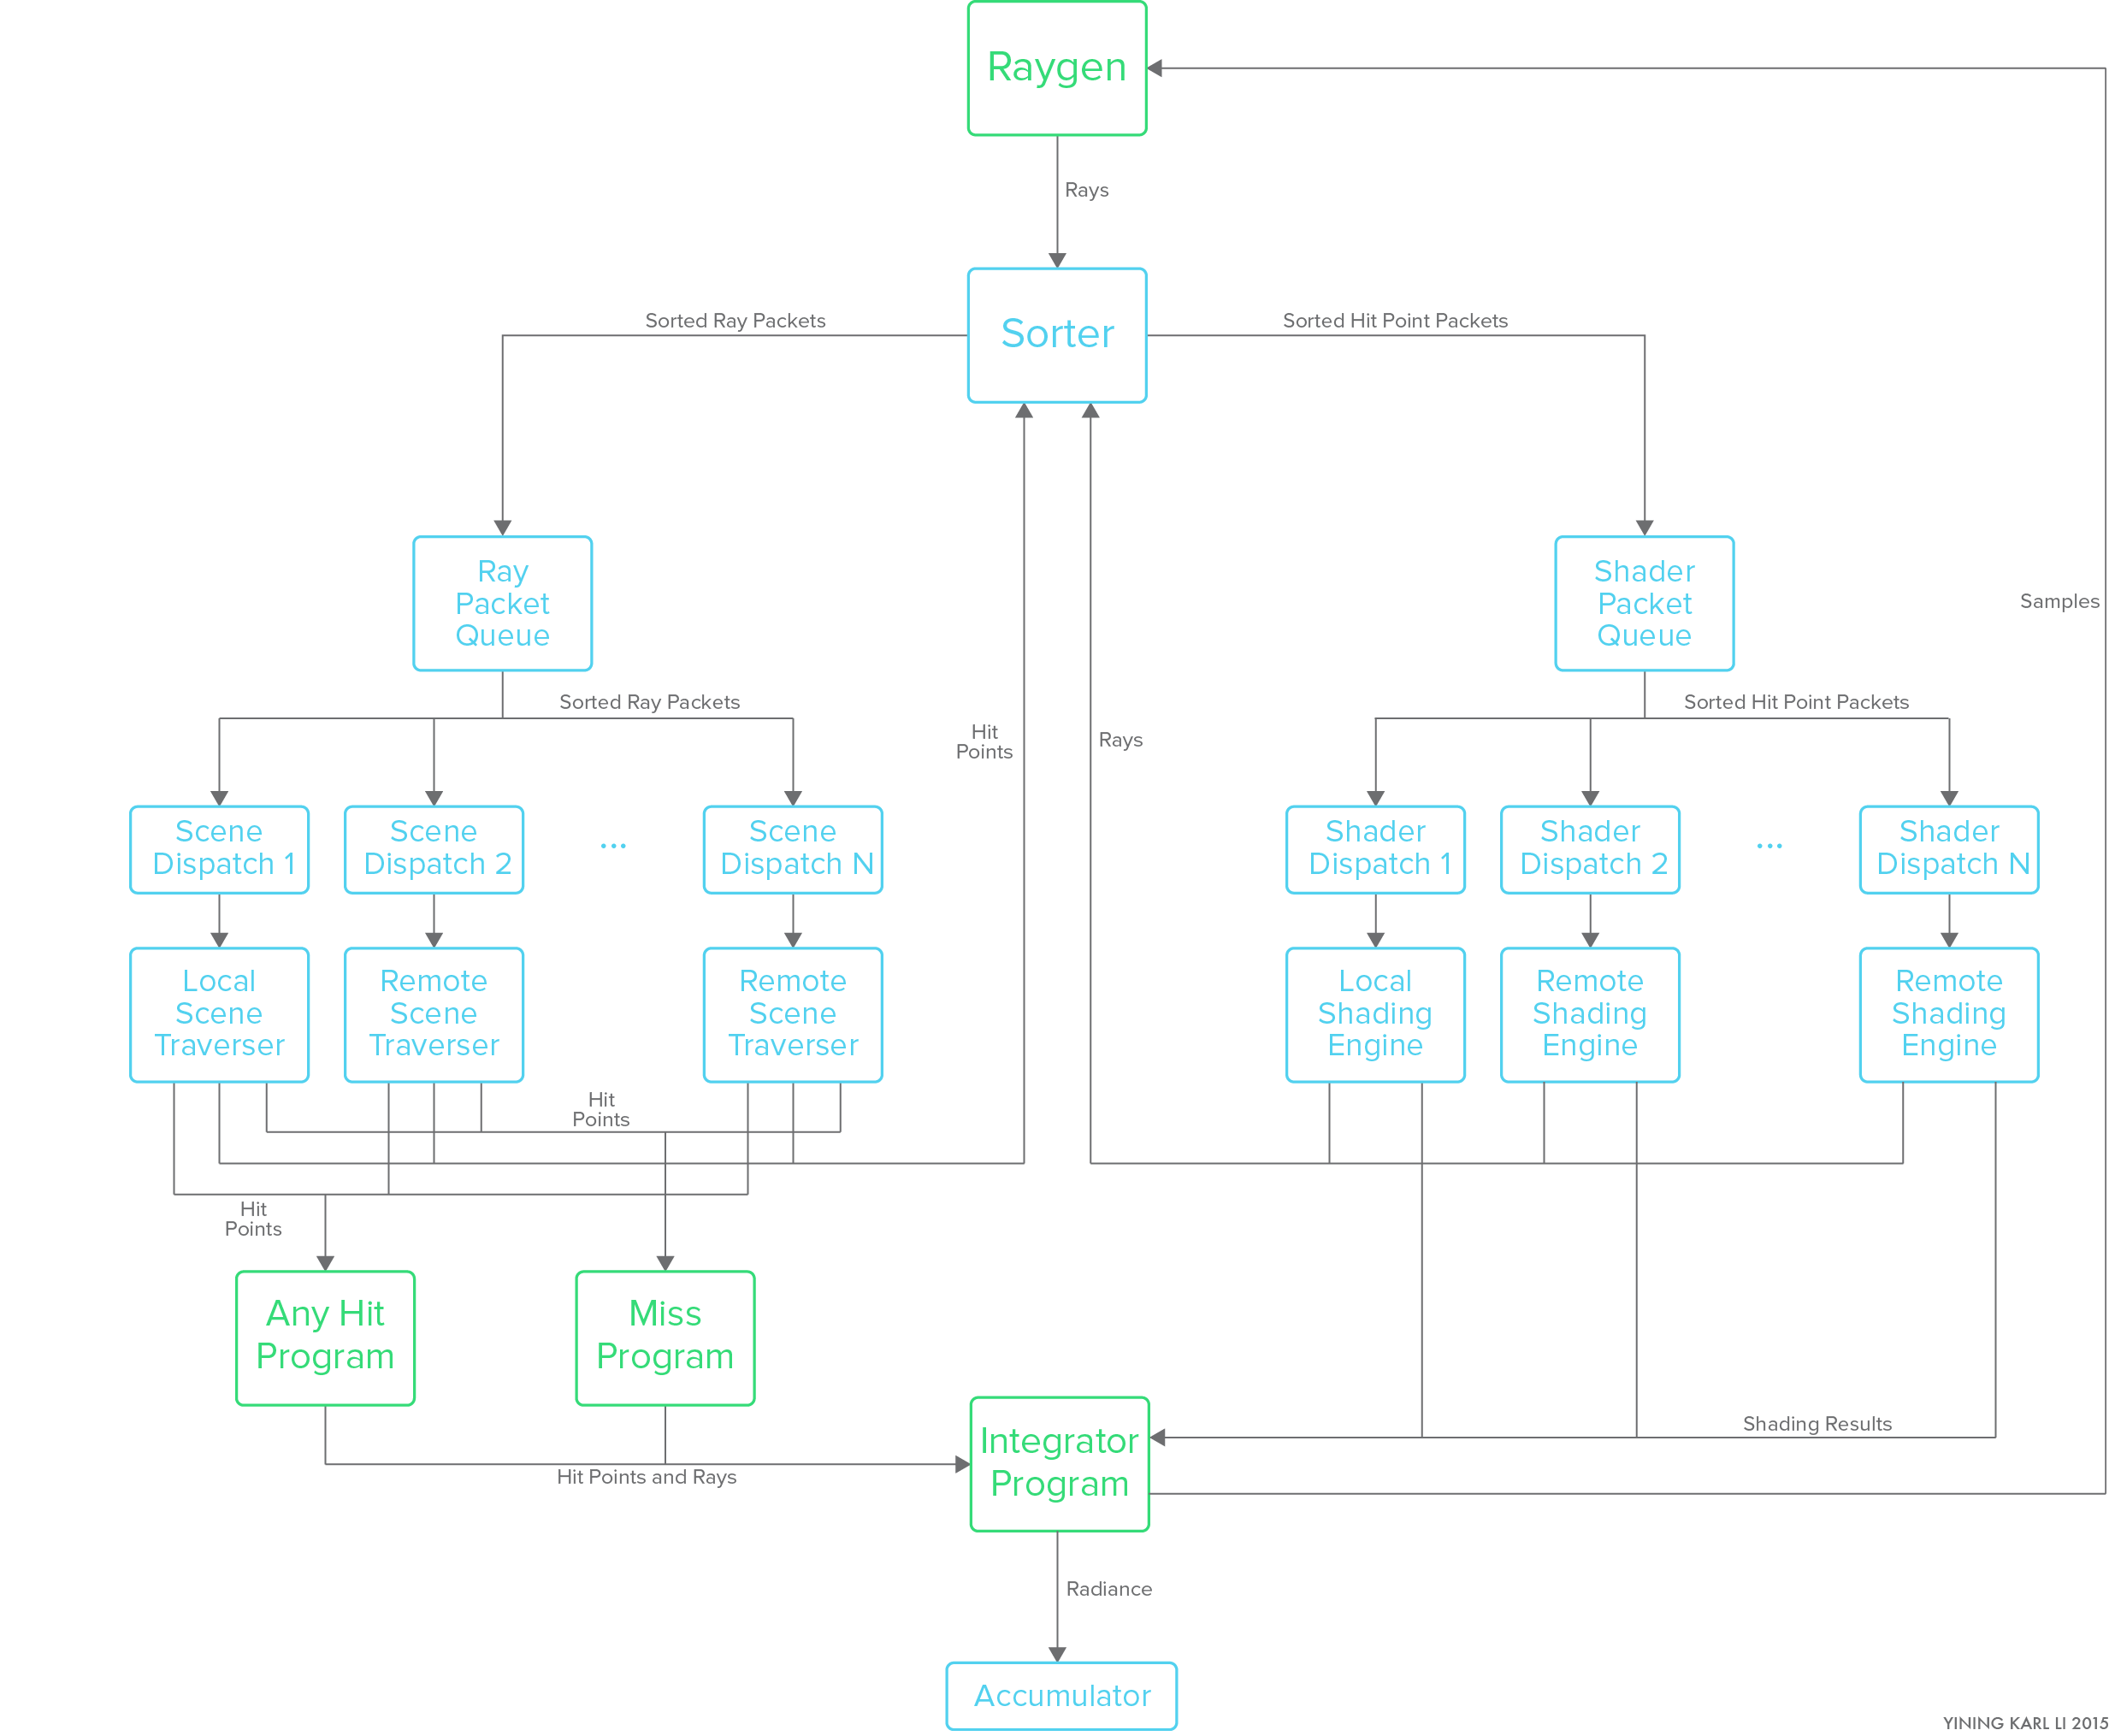 Raygen
Rays
Sorter
Sorted Ray Packets
Sorted Hit Point Packets
Ray
Packet
Queue
Shader
Packet
Queue
Samples
Sorted Ray Packets
Sorted Hit Point Packets
Hit
Points
Rays
Scene
Dispatch 1
Scene
Dispatch 2
...
Scene
Dispatch N
Shader
Dispatch 1
Shader
Dispatch 2
...
Shader
Dispatch N
Local
Scene
Traverser
Remote
Scene
Traverser
Remote
Scene
Traverser
Local
Shading
Engine
Remote
Shading
Engine
Remote
Shading
Engine
Hit
Points
Hit
Points
Any Hit
Program
Miss
Program
Integrator
Program
Shading Results
Hit Points and Rays
Radiance
Accumulator
YINING KARL LI 2015